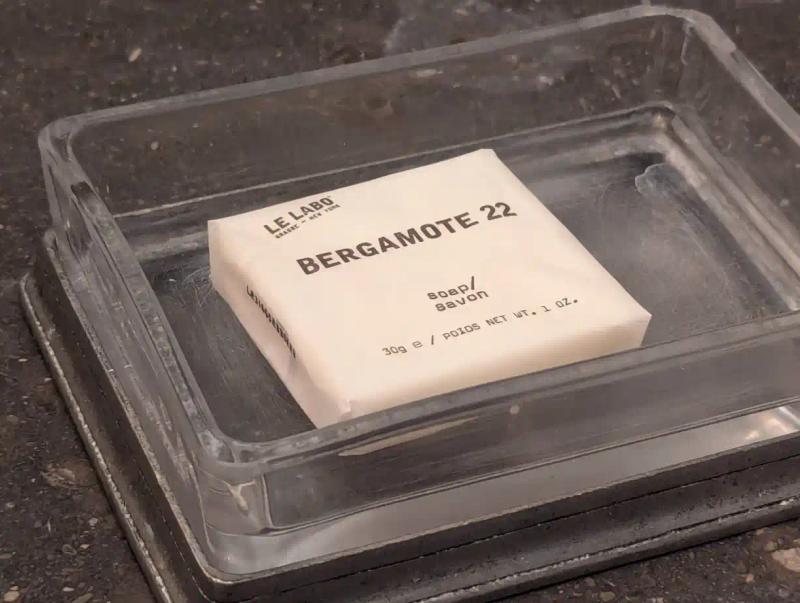 LE LABO
GRASSE — NEW YORK
BERGAMOTE 22
soap/
savon
30g e / POIDS NET WT. 1 OZ.